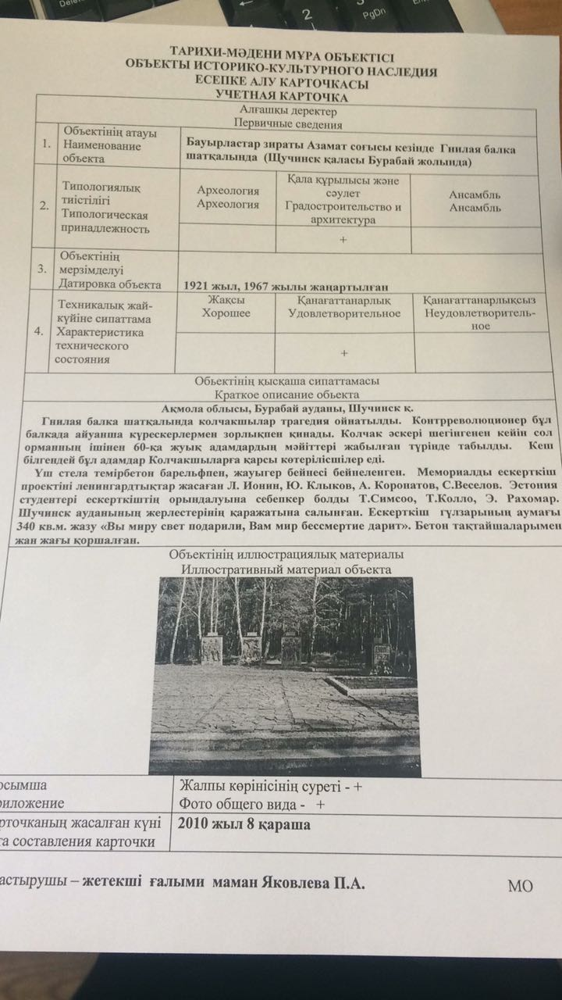 Delete
2
3
PgDn
ТАРИХИ-МӘДЕНИ МҰРА ОБЪЕКТІСІ
ОБЪЕКТЫ ИСТОРИКО-КУЛЬТУРНОГО НАСЛЕДИЯ
ЕСЕПКЕ АЛУ КАРТОЧКАСЫ
УЧЕТНАЯ КАРТОЧКА
Алғашқы деректер
Первичные сведения
1.
Объектінің атауы
Наименование
объекта
Бауырластар зираты Азамат соғысы кезінде Гнилая балка
шатқалында (Щучинск қаласы Бурабай жолында)
2.
Типологиялық
тиістілігі
Типологическая
принадлежность
Археология
Археология
Қала құрылысы және
сәулет
Градостроительство и
архитектура
Ансамбль
Ансамбль
+
3.
Объектінің
мерзімделуі
Датировка объекта
1921 жыл, 1967 жылы жаңартылған
4.
Техникалық жай-
күйіне сипаттама
Характеристика
технического
состояния
Жақсы
Хорошее
Қанағаттанарлық
Удовлетворительное
Қанағаттанарлықсыз
Неудовлетворитель-
ное
+
Обьектінің қысқаша сипаттамасы
Краткое описание обьекта
Ақмола облысы, Бурабай ауданы, Шучинск қ.
Гнилая балка шатқалында колчакшылар трагедия ойнатылды. Контрреволюционер бұл
балкада айуанша күрескерлермен зорлықпен қинады. Колчак әскері шегінгенен кейін сол
орманның ішінен 60-қа жуық адамдардың мәйіттері жабылған түрінде табылды. Кеш
білгендей бұл адамдар Колчакшыларға қарсы көтерілісшілер еді.
Үш стела темірбетон барельфпен, жауыгер бейнесі бейнеленген. Мемориалды ескерткіш
проектіні ленингардтықтар жасаған Л. Ионин, Ю. Клыков, А. Коропатов, С.Веселов. Эстония
студентері ескерткіштің орындалуына себепкер болды Т.Симсоо, Т.Колло, Э. Рахомар.
Шучинск ауданының жерлестерінің қаражатына салынған. Ескерткіш гүлзарының аумағы
340 кв.м. жазу «Вы миру свет подарили, Вам мир бессмертие дарит». Бетон тақтайшаларымен
жан жағы қоршалған.
Объектінің иллюстрациялық материалы
Иллюстративный материал объекта
осымша
риложение
Жалпы көрінісінің суреті - +
Фото общего вида - +
рточканың жасалған күні
та составления карточки
2010 жыл 8 қараша
астырушы – жетекші ғалыми маман Яковлева П.А.
МО